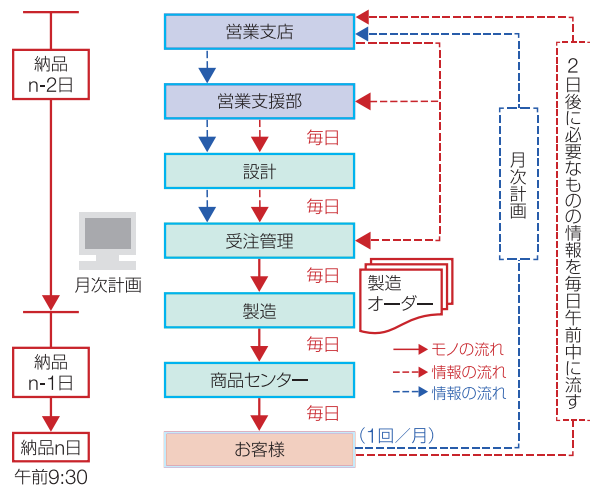 納品
n-2日
月次計画
納品
n-1日
納品n日
午前9:30
営業支店
営業支援部
毎日
設計
毎日
受注管理
毎日
製造
毎日
商品センター
毎日
お客様
製造
オーダー
モノの流れ
情報の流れ
情報の流れ
(1回/月)
月次計画
2日後に必要なものの情報を毎日午前中に流す